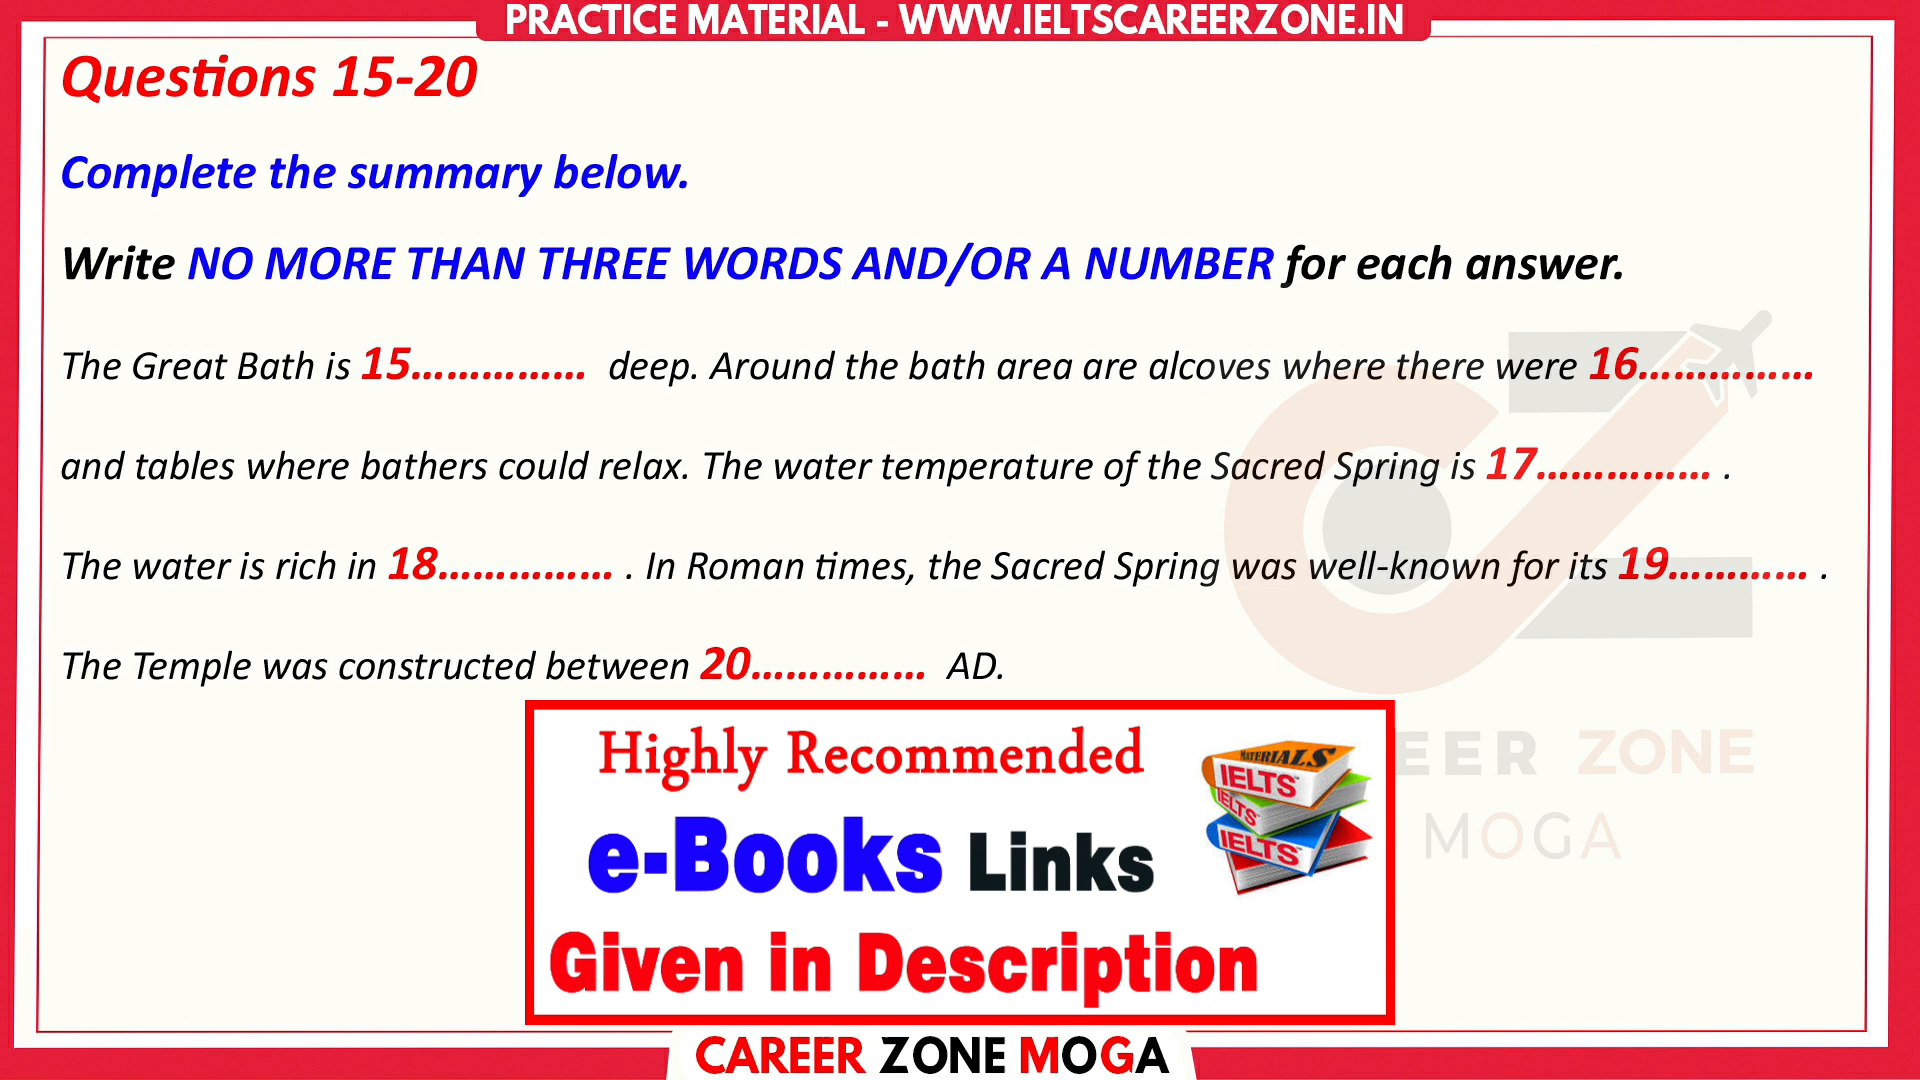 PRACTICE MATERIAL - WWW.IELTSCAREERZONE.IN
Questions 15-20
Complete the summary below.
Write NO MORE THAN THREE WORDS AND/OR A NUMBER for each answer.
The Great Bath is 15............... deep. Around the bath area are alcoves where there were 16...............
and tables where bathers could relax. The water temperature of the Sacred Spring is 17............... .
The water is rich in 18............... . In Roman times, the Sacred Spring was well-known for its 19............ .
The Temple was constructed between 20............... AD.
Highly Recommended
e-Books Links
Given in Description
MATERIALS
IELTS
IELTS
IELTS
EER ZONE
MOGA
CAREER ZONE MOGA